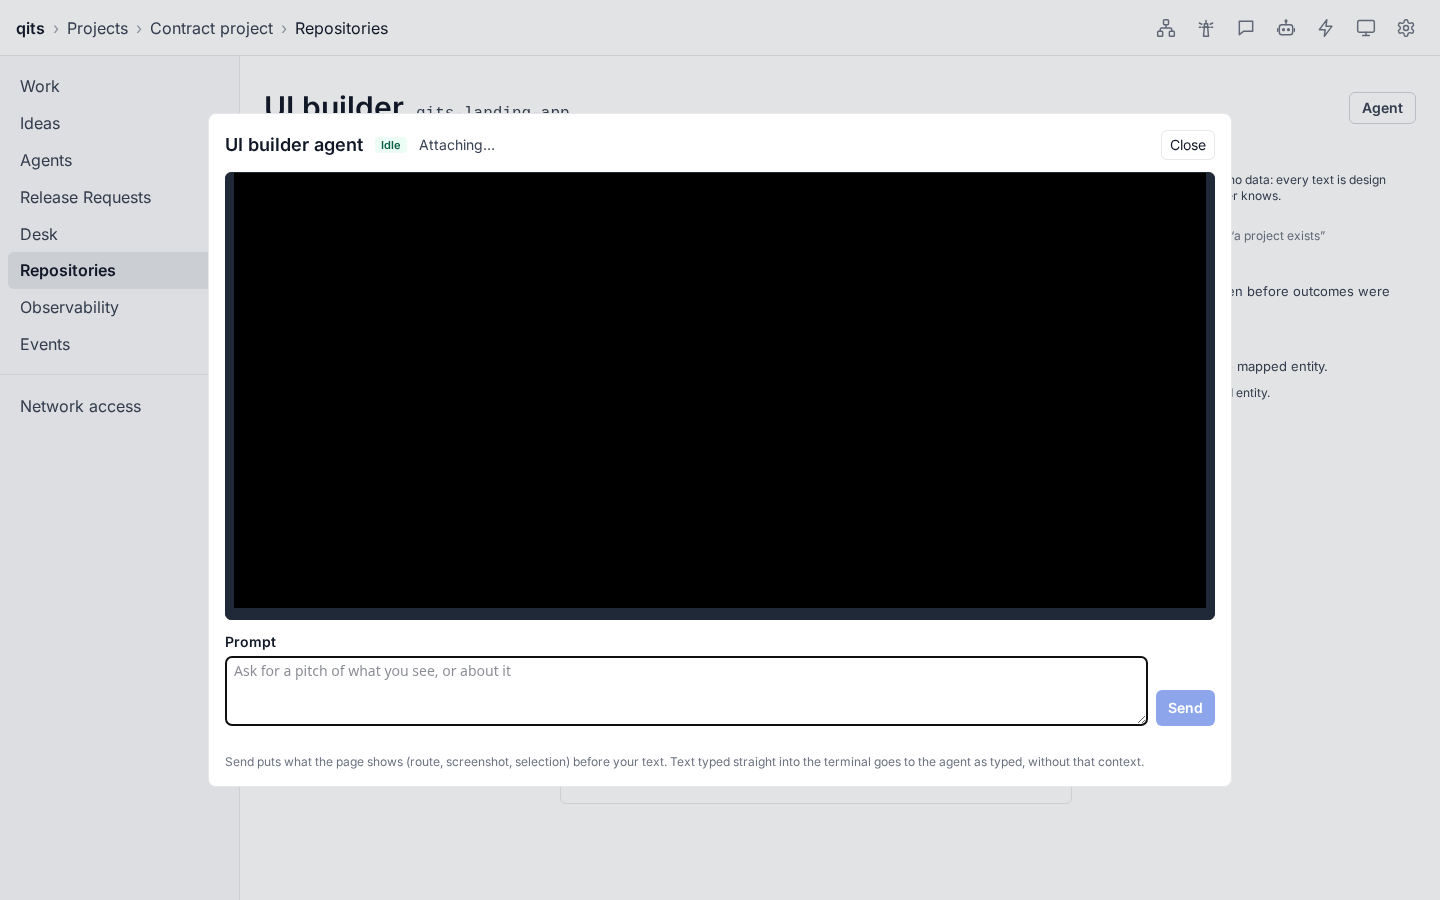 qits › Projects › Contract project › Repositories
Work
Ideas
Agents
Release Requests
Desk
Repositories
Observability
Events
Network access
UI builder qits-landing-app
Agent
no data: every text is design
er knows.
"a project exists"
en before outcomes were
mapped entity.
entity.
UI builder agent Idle Attaching...
Close
Prompt
Ask for a pitch of what you see, or about it
Send
Send puts what the page shows (route, screenshot, selection) before your text. Text typed straight into the terminal goes to the agent as typed, without that context.